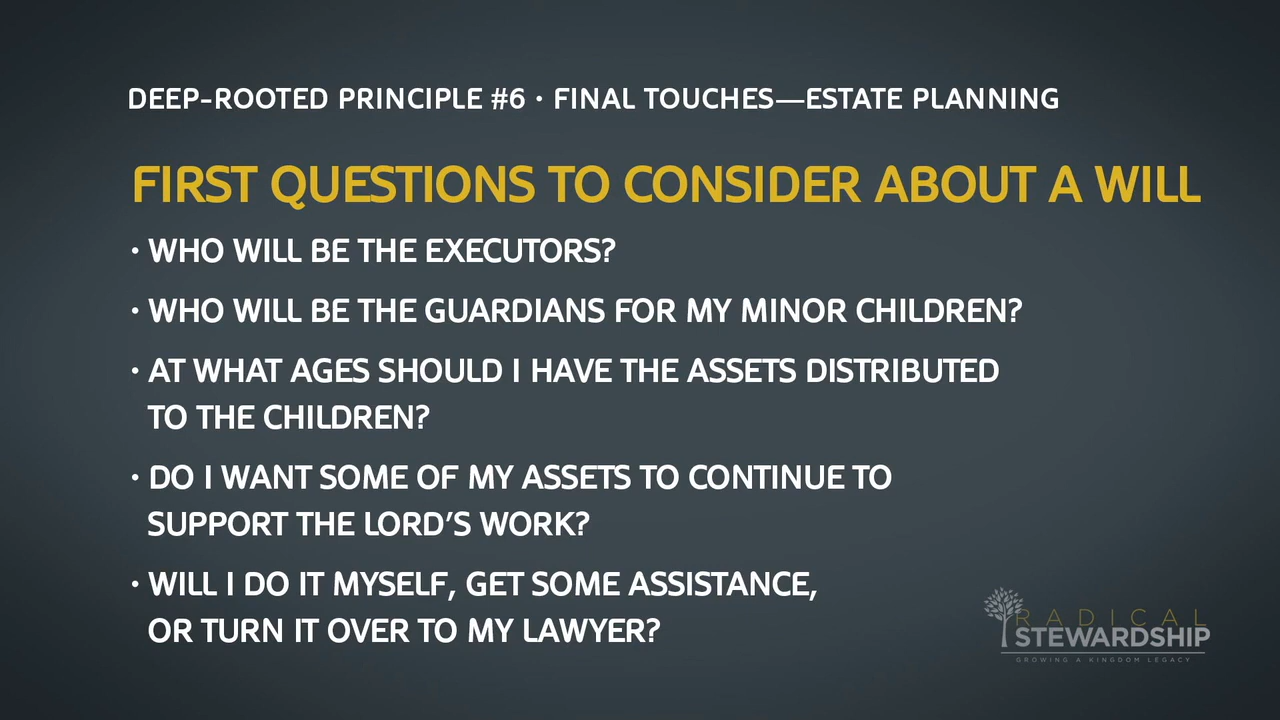 DEEP-ROOTED PRINCIPLE #6 • FINAL TOUCHES—ESTATE PLANNING
FIRST QUESTIONS TO CONSIDER ABOUT A WILL
• WHO WILL BE THE EXECUTORS?
• WHO WILL BE THE GUARDIANS FOR MY MINOR CHILDREN?
• AT WHAT AGES SHOULD I HAVE THE ASSETS DISTRIBUTED
TO THE CHILDREN?
• DO I WANT SOME OF MY ASSETS TO CONTINUE TO
SUPPORT THE LORD’S WORK?
• WILL I DO IT MYSELF, GET SOME ASSISTANCE,
OR TURN IT OVER TO MY LAWYER?
RADICAL
STEWARDSHIP
GROWING A KINGDOM LEGACY